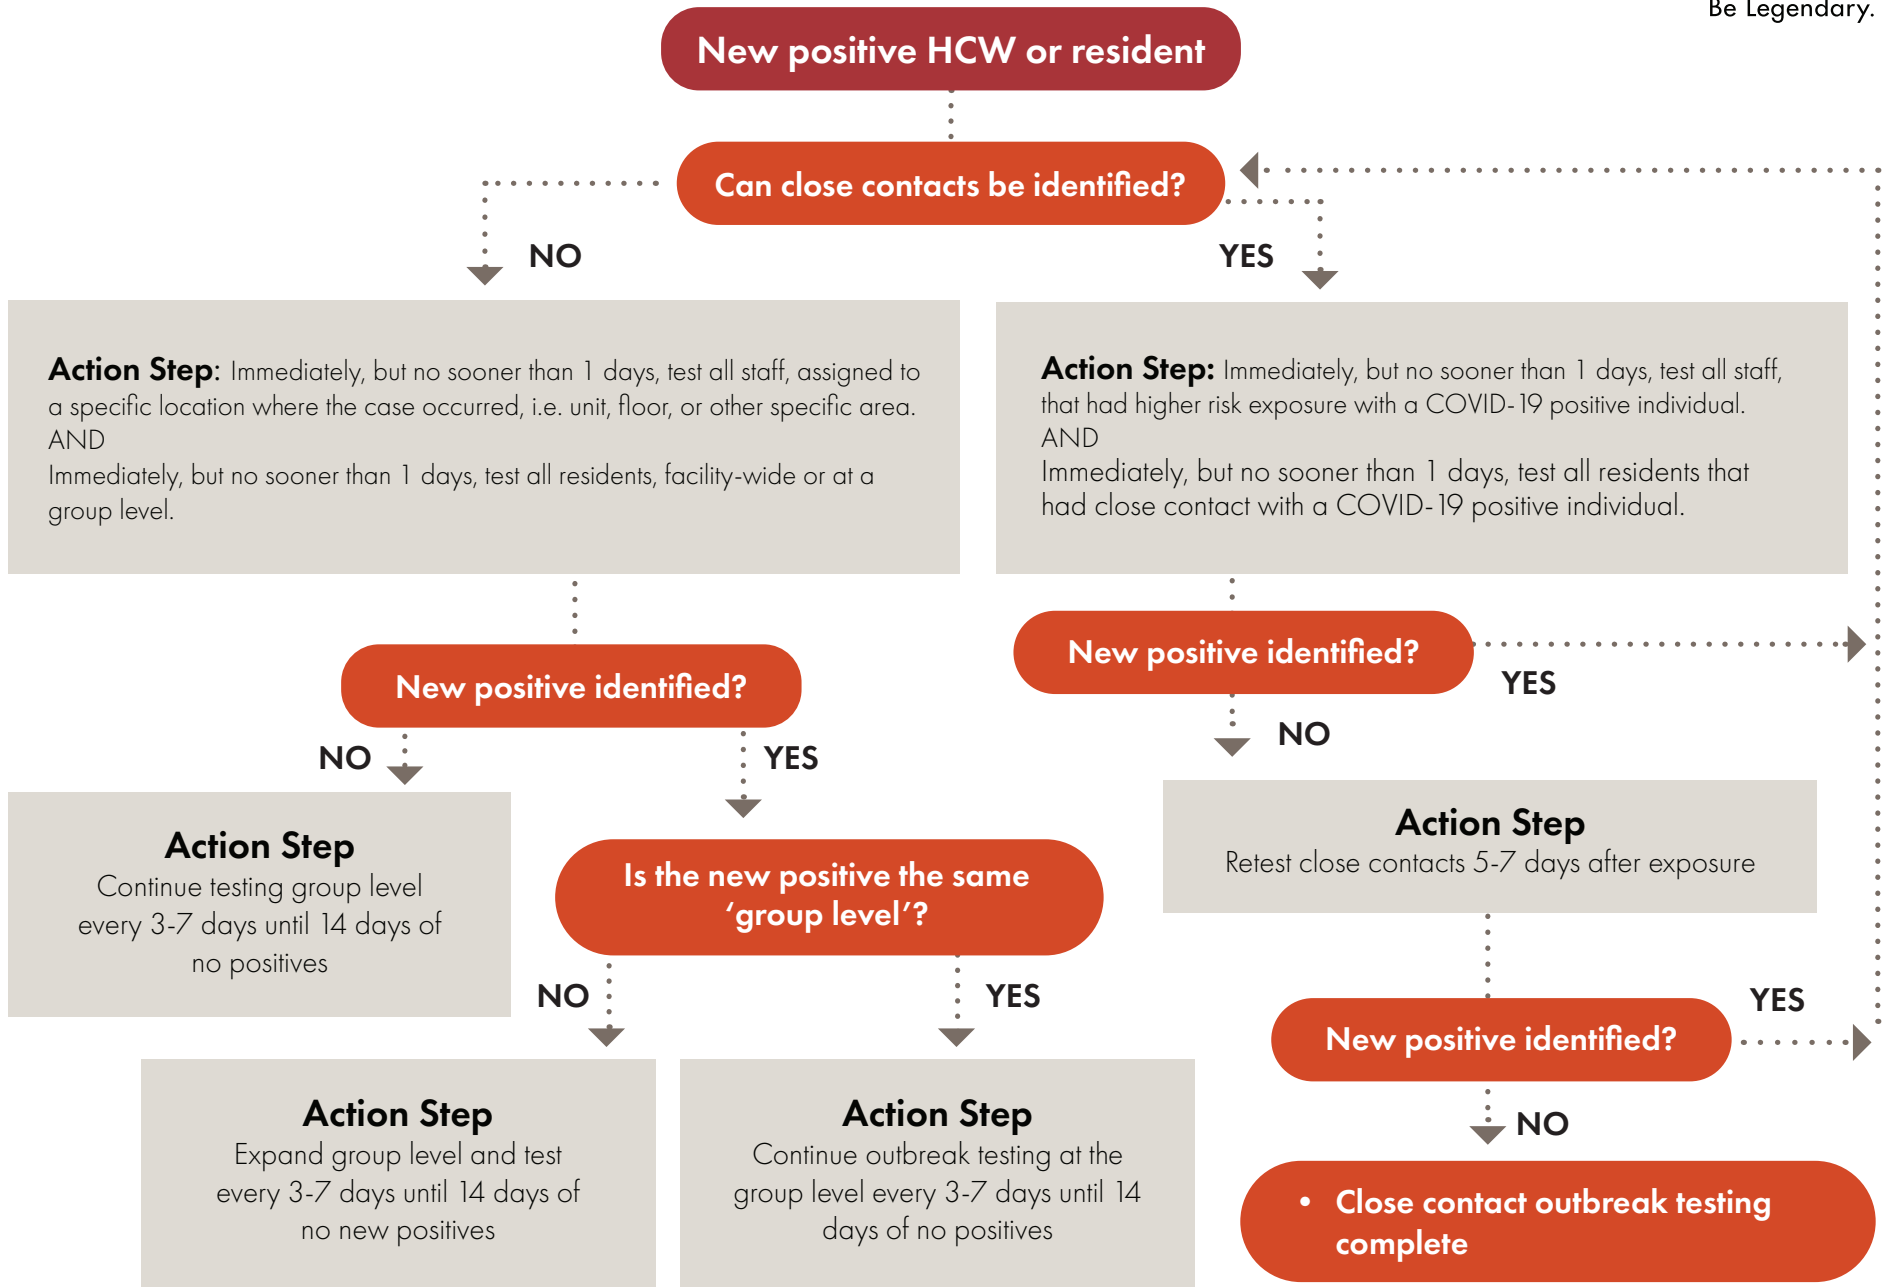 Be Legendary.
New positive HCW or resident
Can close contacts be identified?
NO
YES
Action Step: Immediately, but no sooner than 1 days, test all staff, assigned to
a specific location where the case occurred, i.e. unit, floor, or other specific area.
AND
Immediately, but no sooner than 1 days, test all residents, facility-wide or at a
group level.
Action Step: Immediately, but no sooner than 1 days, test all staff,
that had higher risk exposure with a COVID-19 positive individual.
AND
Immediately, but no sooner than 1 days, test all residents that
had close contact with a COVID-19 positive individual.
New positive identified?
NO
YES
Action Step
Continue testing group level
every 3-7 days until 14 days of
no positives
Is the new positive the same
‘group level’?
NO
YES
Action Step
Expand group level and test
every 3-7 days until 14 days of
no new positives
Action Step
Continue outbreak testing at the
group level every 3-7 days until 14
days of no positives
New positive identified?
YES
NO
Action Step
Retest close contacts 5-7 days after exposure
New positive identified?
YES
NO
• Close contact outbreak testing
complete